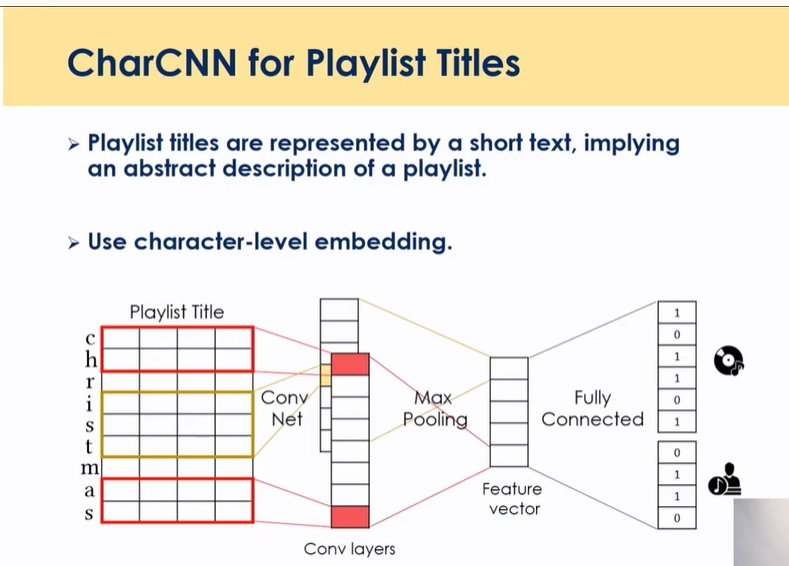 CharCNN for Playlist Titles
➢ Playlist titles are represented by a short text, implying
an abstract description of a playlist.
➢ Use character-level embedding.
Playlist Title
c
h
r
i
s
t
m
a
s
Conv
Net
Conv layers
Max
Pooling
Feature
vector
Fully
Connected
1
0
1
1
0
1
0
1
1
0